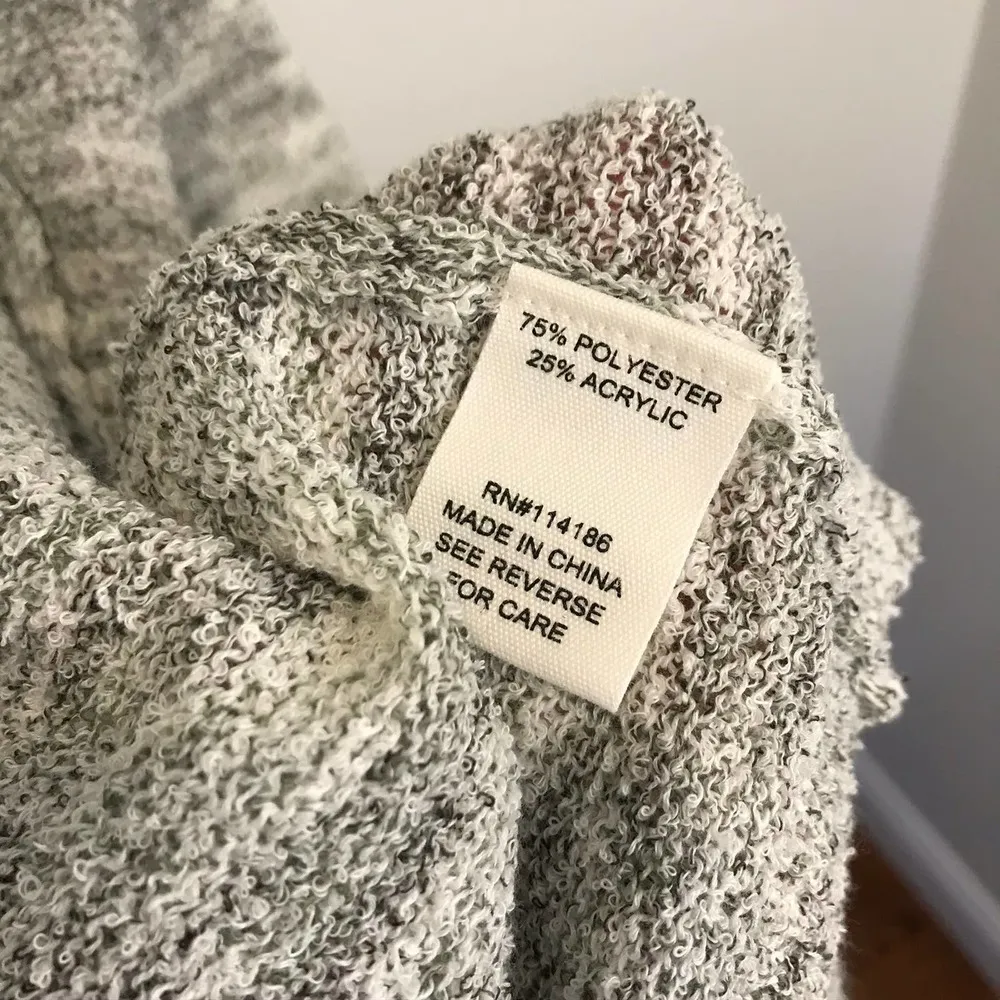 75% POLYESTER
25% ACRYLIC
RN#114186
MADE IN CHINA
SEE REVERSE
FOR CARE